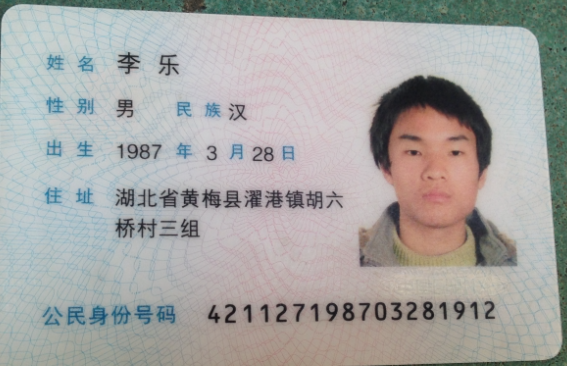 姓名 李乐
性别 男 民族 汉
出生 1987 年 3 月 28 日
住址 湖北省黄梅县濯港镇胡六
桥村三组
公民身份号码 421127198703281912